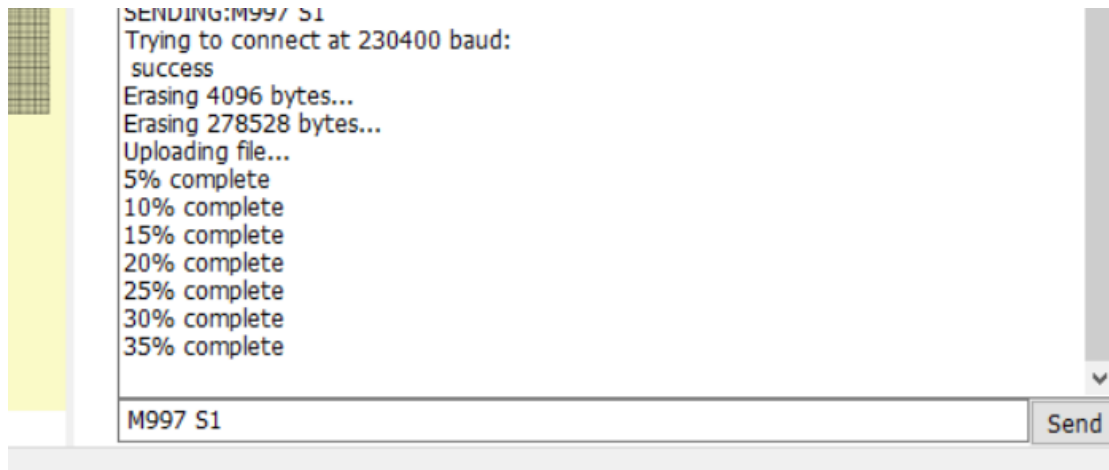 SENDING:M997 S1
Trying to connect at 230400 baud:
success
Erasing 4096 bytes...
Erasing 278528 bytes...
Uploading file...
5% complete
10% complete
15% complete
20% complete
25% complete
30% complete
35% complete
M997 S1
Send